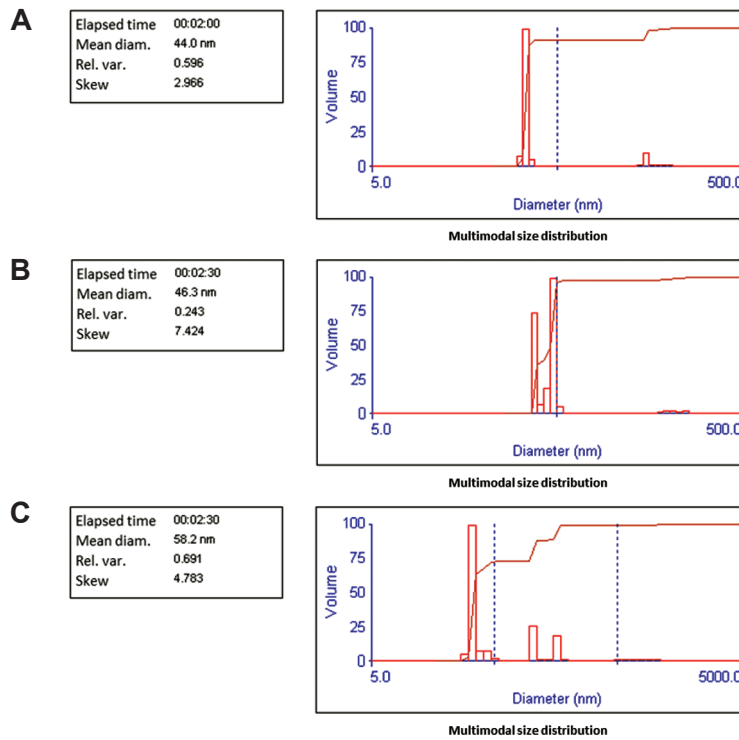 A
Elapsed time 00:02:00
Mean diam. 44.0 nm
Rel. var. 0.596
Skew 2.966
Volume
100
75
50
25
0
5.0 500.0
Diameter (nm)
Multimodal size distribution
B
Elapsed time 00:02:30
Mean diam. 46.3 nm
Rel. var. 0.243
Skew 7.424
Volume
100
75
50
25
0
5.0 500.0
Diameter (nm)
Multimodal size distribution
C
Elapsed time 00:02:30
Mean diam. 58.2 nm
Rel. var. 0.691
Skew 4.783
Volume
100
75
50
25
0
5.0 5000.0
Diameter (nm)
Multimodal size distribution